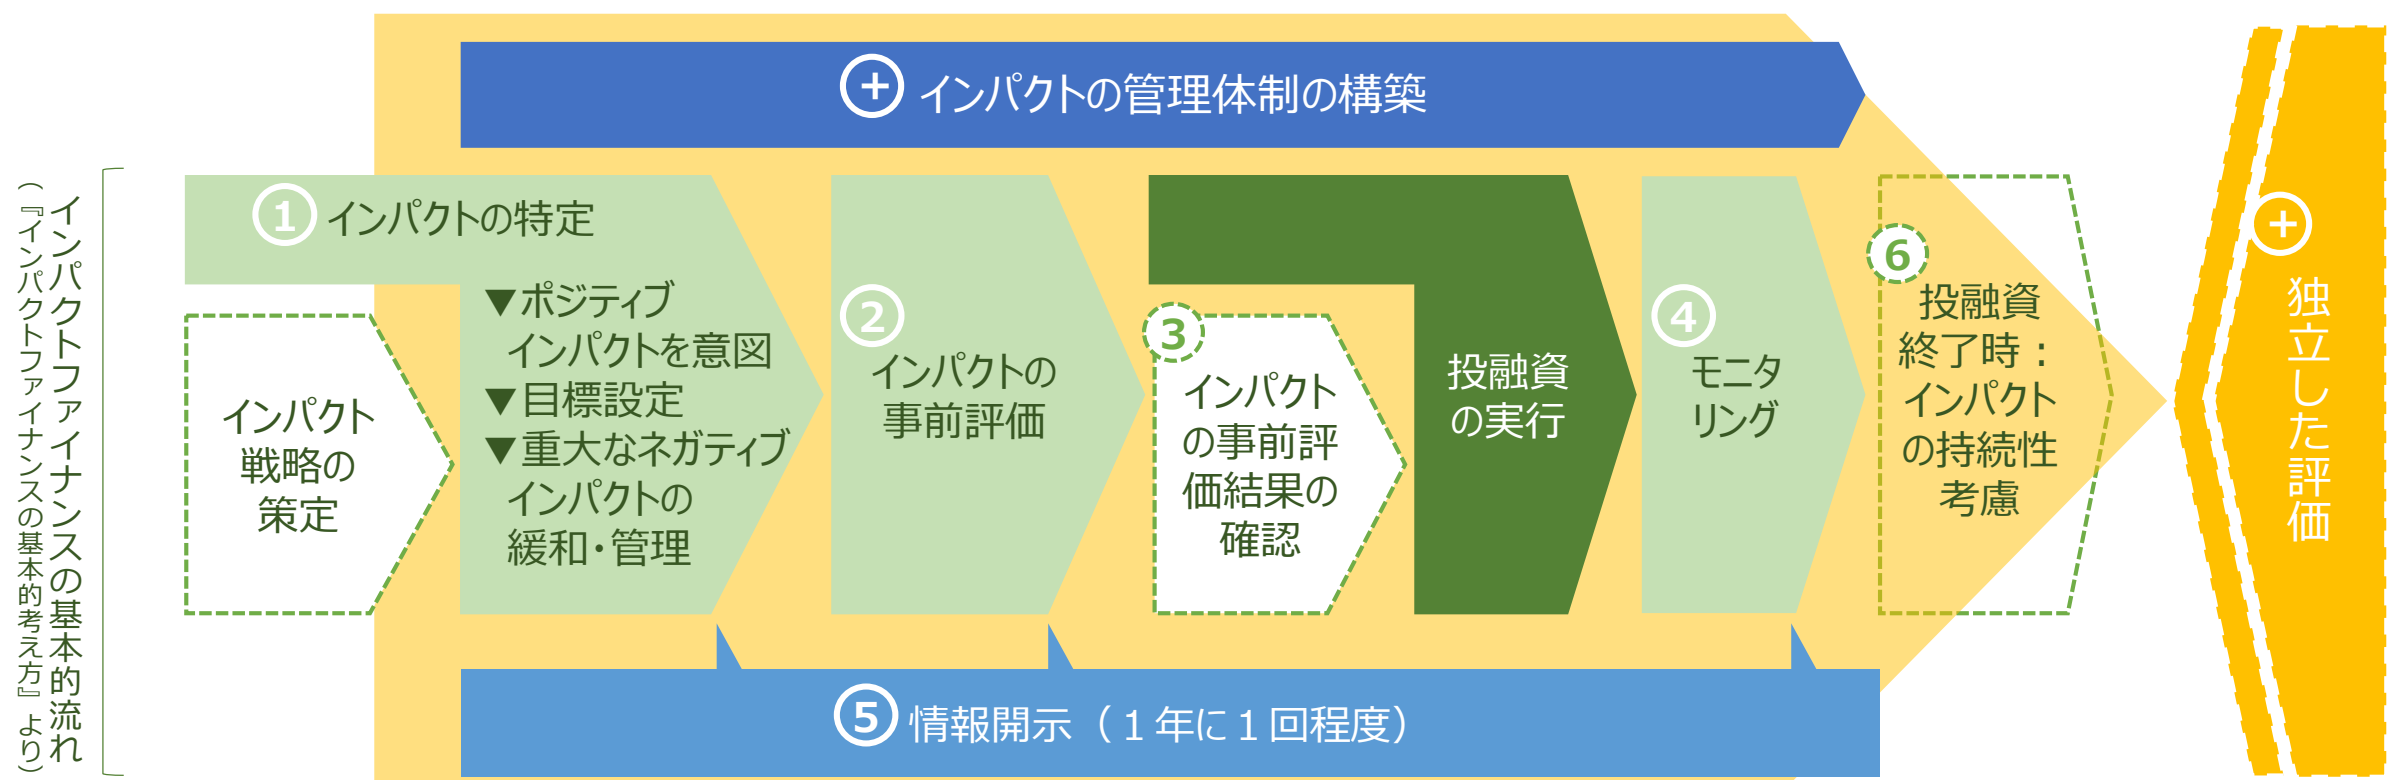 インパクトファイナンスの基本的流れ
（『インパクトファイナンスの基本的考え方』より）
＋ インパクトの管理体制の構築
① インパクトの特定
▼ポジティブ
インパクトを意図
▼目標設定
▼重大なネガティブ
インパクトの
緩和・管理
インパクト
戦略の
策定
②
インパクトの
事前評価
③
インパクト
の事前評
価結果の
確認
投融資
の実行
④
モニタ
リング
⑥
投融資
終了時：
インパクト
の持続性
考慮
⑤ 情報開示（１年に１回程度）
＋
独立した評価